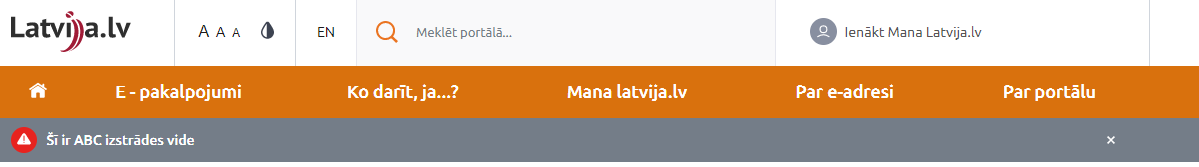 Latvija.lv
A A A
EN
Meklēt portālā...
Ienākt Mana Latvija.lv
E - pakalpojumi
Ko darīt, ja...?
Mana latvija.lv
Par e-adresi
Par portālu
Šī ir ABC izstrādes vide
×